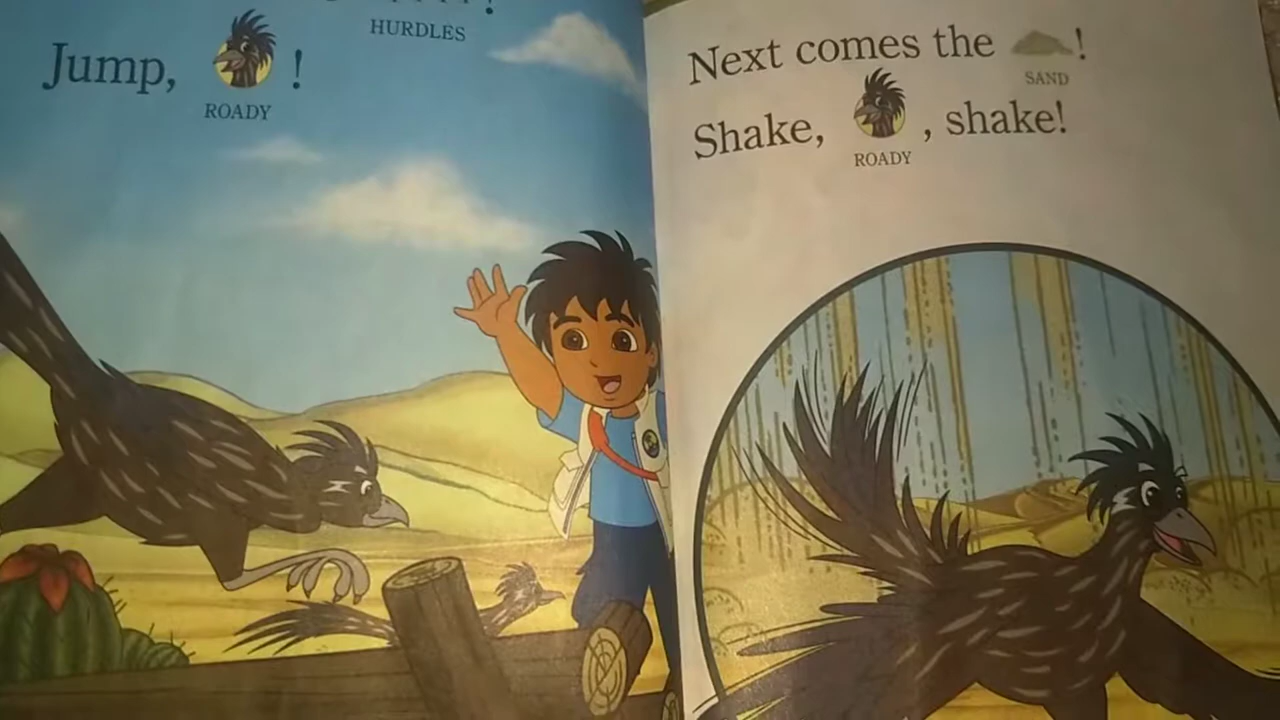 HURDLES
Jump, !
ROADY
Next comes the !
SAND
Shake, , shake!
ROADY